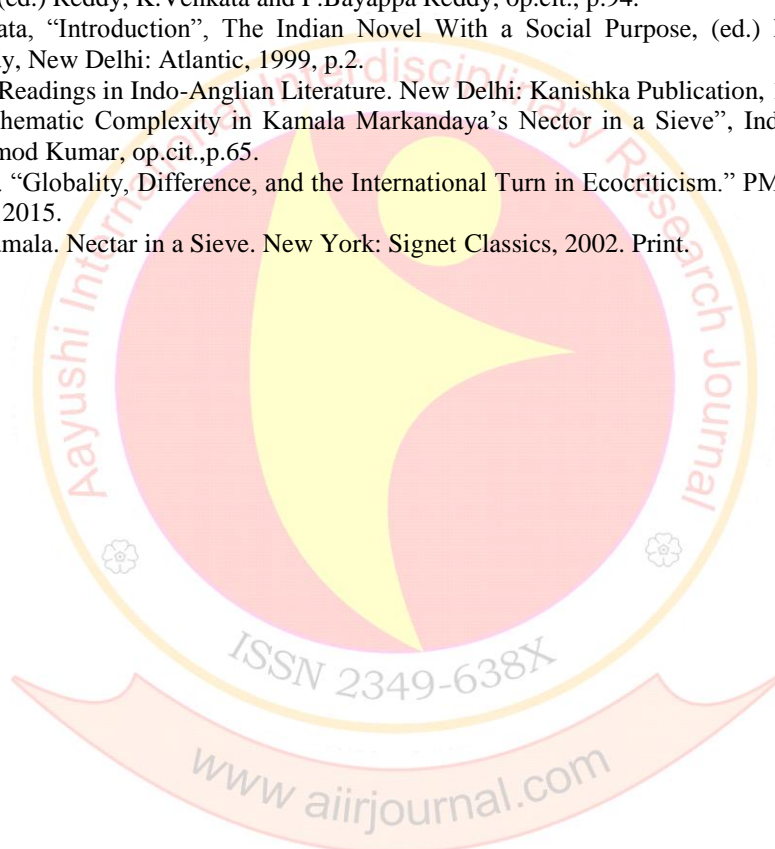 (ed.) Reddy, K.Venkata and P.Bayappa Reddy, op.cit., p.94.
ata, “Introduction”, The Indian Novel With a Social Purpose, (ed.)
y, New Delhi: Atlantic, 1999, p.2.
Readings in Indo-Anglian Literature. New Delhi: Kanishka Publication,
hematic Complexity in Kamala Markandaya’s Nector in a Sieve”, Ind
mod Kumar, op.cit.,p.65.
. “Globality, Difference, and the International Turn in Ecocriticism.” PM
2015.
mala. Nectar in a Sieve. New York: Signet Classics, 2002. Print.
Aayushi International Interdisciplinary Research Journal
ISSN 2349-638X
www aiirjournal.com